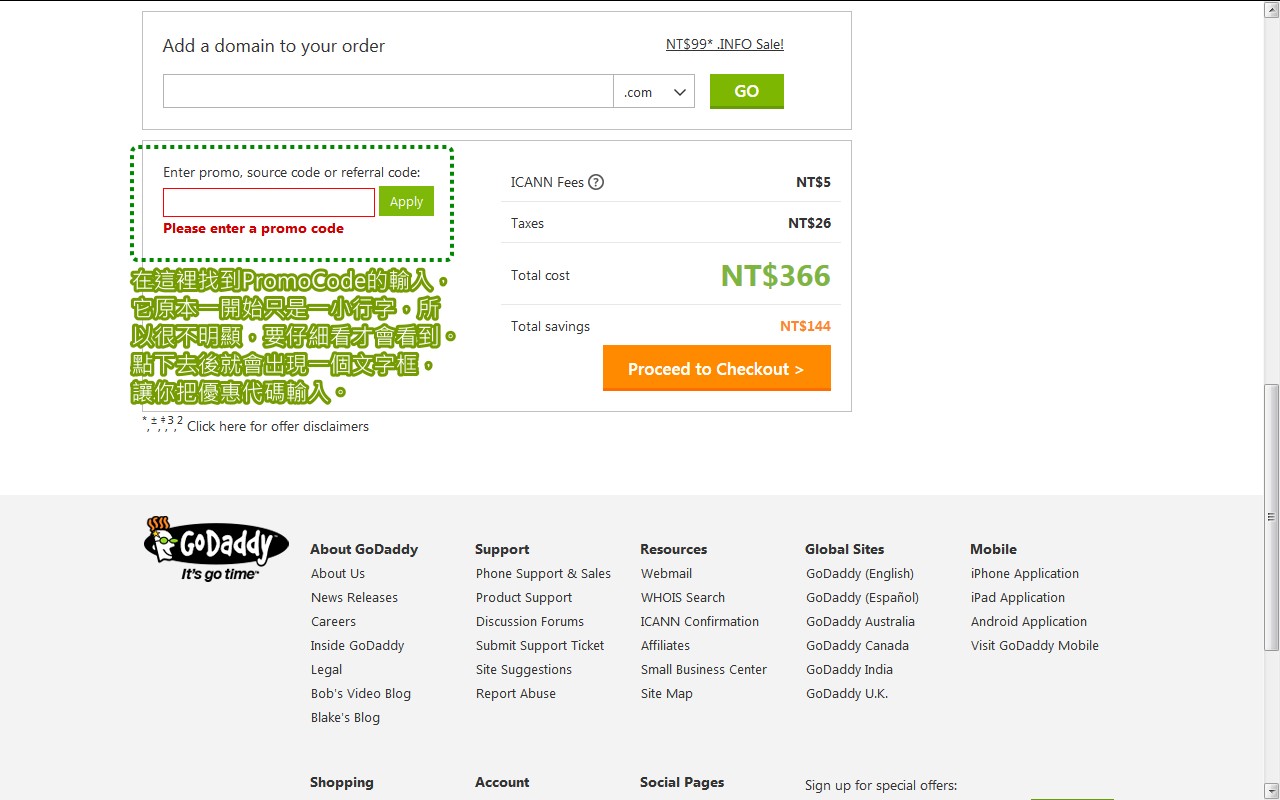 Add a domain to your order
NT$99* .INFO Sale!
.com
GO
Enter promo, source code or referral code:
Apply
Please enter a promo code
在這裡找到PromoCode的輸入，
它原本一開始只是一小行字，所
以很不明顯，要仔細看才會看到。
點下去後就會出現一個文字框，
讓你把優惠代碼輸入。
ICANN Fees ? NT$5
Taxes NT$26
Total cost NT$366
Total savings NT$144
Proceed to Checkout >
*,±,‡,3,2 Click here for offer disclaimers
GoDaddy™
It's go time™
About GoDaddy
About Us
News Releases
Careers
Inside GoDaddy
Legal
Bob's Video Blog
Blake's Blog
Support
Phone Support & Sales
Product Support
Discussion Forums
Submit Support Ticket
Site Suggestions
Report Abuse
Resources
Webmail
WHOIS Search
ICANN Confirmation
Affiliates
Small Business Center
Site Map
Global Sites
GoDaddy (English)
GoDaddy (Español)
GoDaddy Australia
GoDaddy Canada
GoDaddy India
GoDaddy U.K.
Mobile
iPhone Application
iPad Application
Android Application
Visit GoDaddy Mobile
Shopping
Account
Social Pages
Sign up for special offers: